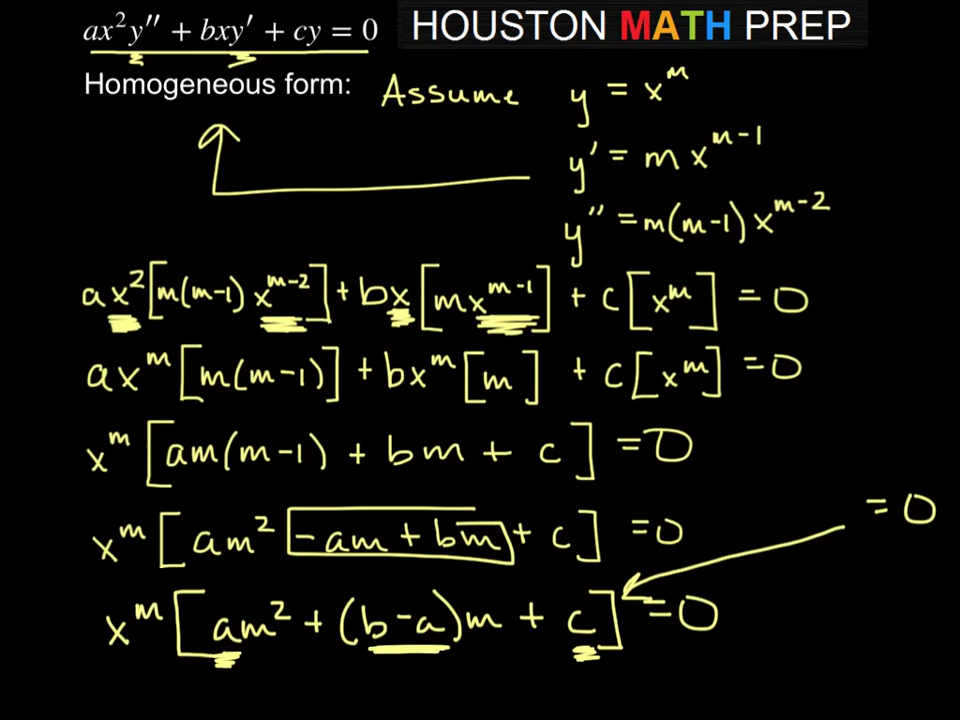 ax²y'' + bxy' + cy = 0 HOUSTON MATH PREP
Homogeneous form: Assume y = x^m
y' = m x^(m-1)
y'' = m(m-1) x^(m-2)
ax²[m(m-1) x^(m-2)] + bx[mx^(m-1)] + c[x^m] = 0
ax^m[m(m-1)] + bx^m[m] + c[x^m] = 0
x^m[am(m-1) + bm + c] = 0
= 0
x^m[am² -am + bm + c] = 0
x^m[am² + (b-a)m + c] = 0